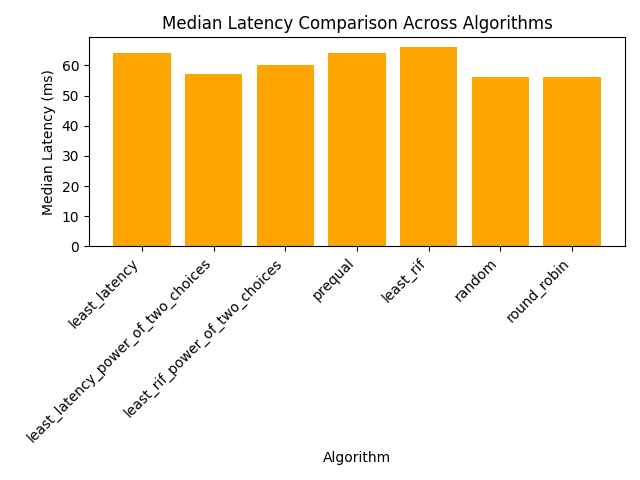 Median Latency Comparison Across Algorithms
Median Latency (ms)
60
50
40
30
20
10
0
least_latency
least_latency_power_of_two_choices
least_rif_power_of_two_choices
prequal
least_rif
random
round_robin
Algorithm